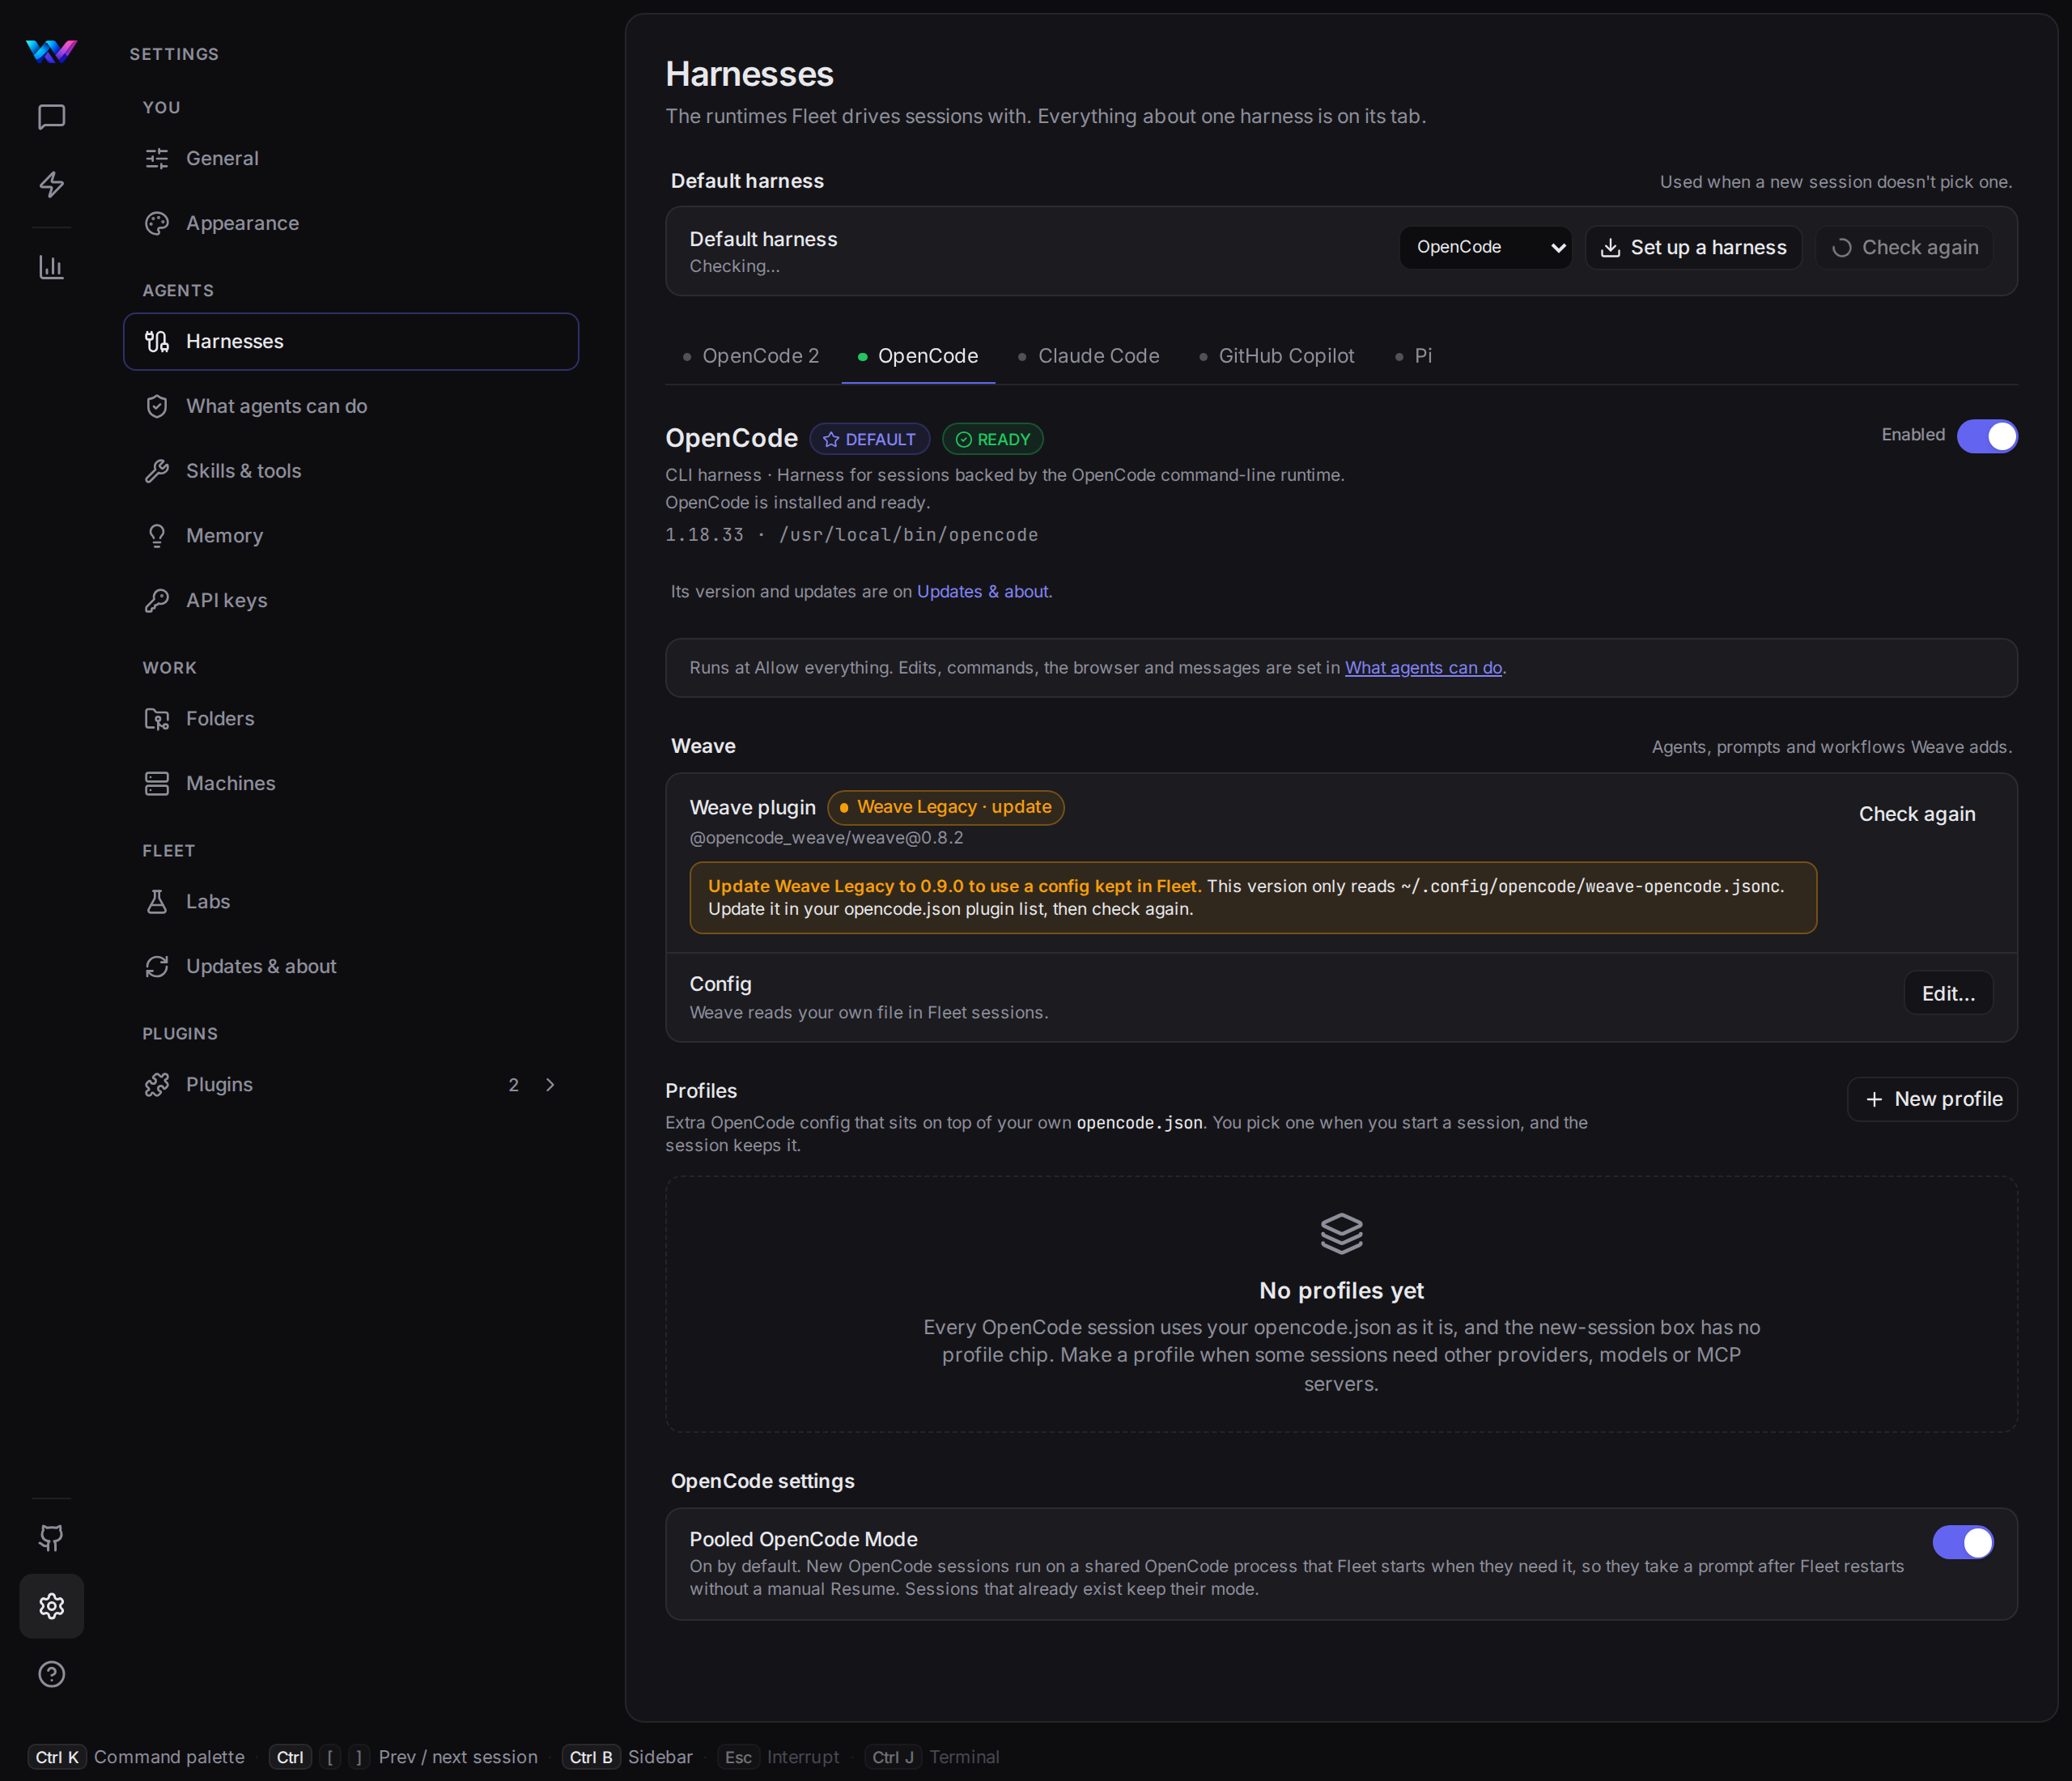 SETTINGS
YOU
General
Appearance
AGENTS
Harnesses
What agents can do
Skills & tools
Memory
API keys
WORK
Folders
Machines
FLEET
Labs
Updates & about
PLUGINS
Plugins 2
Harnesses
The runtimes Fleet drives sessions with. Everything about one harness is on its tab.
Default harness
Used when a new session doesn't pick one.
Default harness
Checking...
OpenCode
Set up a harness
Check again
OpenCode 2
OpenCode
Claude Code
GitHub Copilot
Pi
OpenCode DEFAULT READY
Enabled
CLI harness · Harness for sessions backed by the OpenCode command-line runtime.
OpenCode is installed and ready.
1.18.33 · /usr/local/bin/opencode
Its version and updates are on Updates & about.
Runs at Allow everything. Edits, commands, the browser and messages are set in What agents can do.
Weave
Agents, prompts and workflows Weave adds.
Weave plugin Weave Legacy · update
Check again
@opencode_weave/weave@0.8.2
Update Weave Legacy to 0.9.0 to use a config kept in Fleet. This version only reads ~/.config/opencode/weave-opencode.jsonc.
Update it in your opencode.json plugin list, then check again.
Config
Weave reads your own file in Fleet sessions.
Edit...
Profiles
Extra OpenCode config that sits on top of your own opencode.json. You pick one when you start a session, and the
session keeps it.
New profile
No profiles yet
Every OpenCode session uses your opencode.json as it is, and the new-session box has no
profile chip. Make a profile when some sessions need other providers, models or MCP
servers.
OpenCode settings
Pooled OpenCode Mode
On by default. New OpenCode sessions run on a shared OpenCode process that Fleet starts when they need it, so they take a prompt after Fleet restarts
without a manual Resume. Sessions that already exist keep their mode.
Ctrl K Command palette · Ctrl [ ] Prev / next session · Ctrl B Sidebar · Esc Interrupt · Ctrl J Terminal